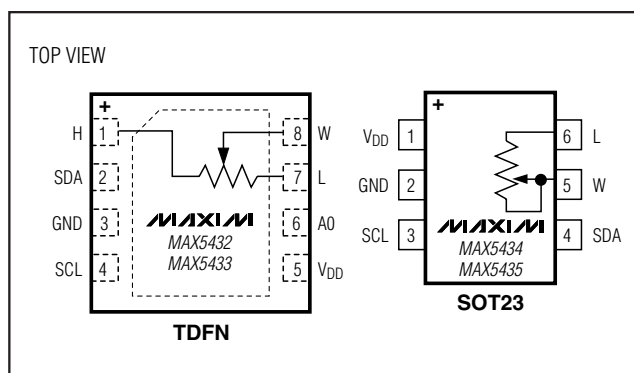 TOP VIEW
+
H 1 8 W
SDA 2 7 L
GND 3 6 A0
SCL 4 5 VDD
MAXIM
MAX5432
MAX5433
TDFN
+
VDD 1 6 L
GND 2 5 W
SCL 3 4 SDA
MAXIM
MAX5434
MAX5435
SOT23